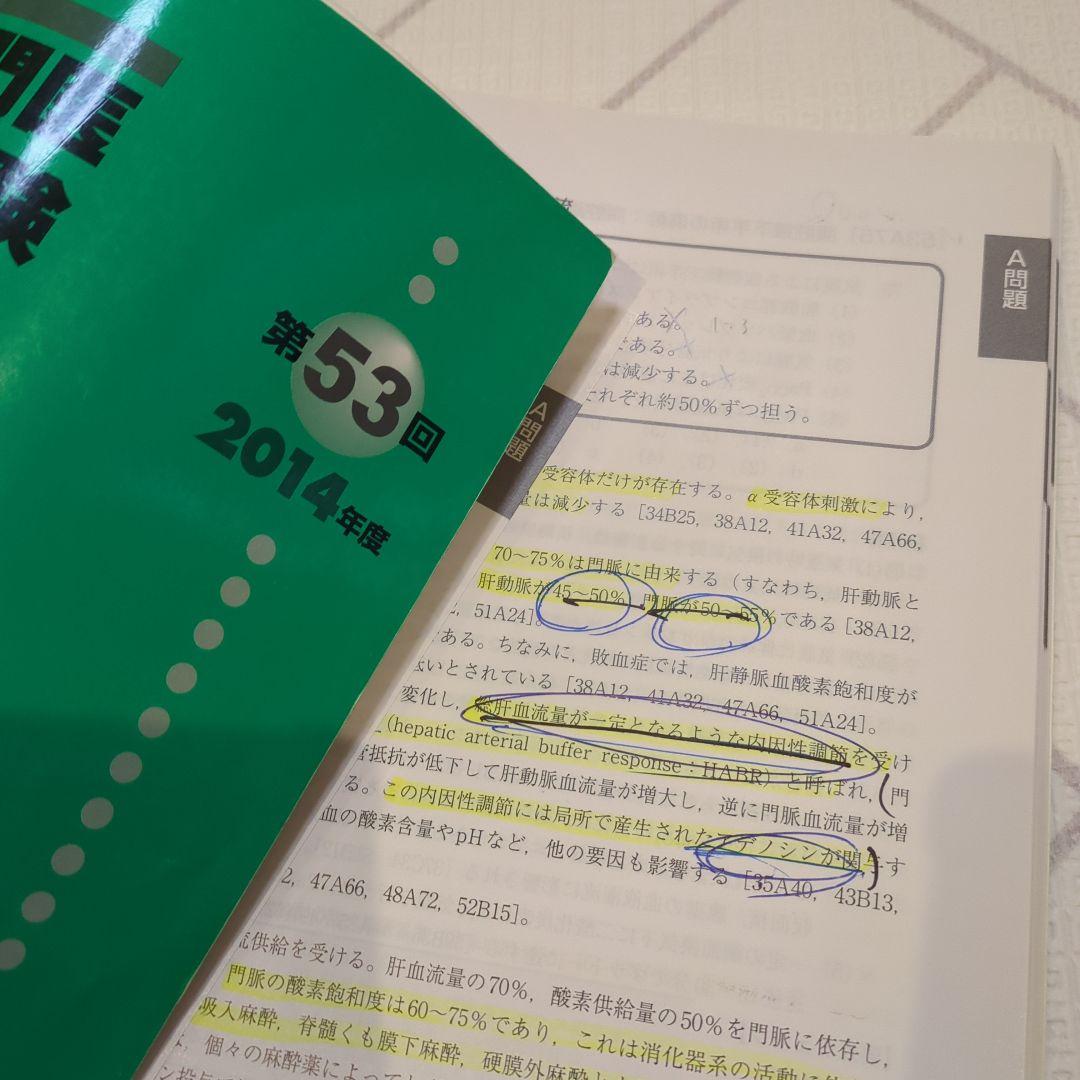 門医
験
第53回
2014年度
A問題
A問題
流
ある。 1.3
である。
は減少する。
それぞれ約50%ずつ担う。
受容体だけが存在する。α受容体刺激により,
量は減少する[34B25, 38A12, 41A32, 47A66,
70〜75%は門脈に由来する(すなわち, 肝動脈と
肝動脈が45〜50%, 門脈が50〜55%である[38A12,
2, 51A24]。
である。ちなみに, 敗血症では, 肝静脈血酸素飽和度が
低いとされている[38A12, 41A32, 47A66, 51A24]。
変化し, 総肝血流量が一定となるような内因性調節を受け
(hepatic arterial buffer response:HABR)と呼ばれ, 門
管抵抗が低下して肝動脈血流量が増大し, 逆に門脈血流量が増
る。この内因性調節には局所で産生されたアデノシンが関与す
血の酸素含量やpHなど, 他の要因も影響する[35A40, 43B13,
2, 47A66, 48A72, 52B15]。
流供給を受ける。肝血流量の70%, 酸素供給量の50%を門脈に依存し,
門脈の酸素飽和度は60〜75%であり, これは消化器系の活動に
吸入麻酔, 脊髄くも膜下麻酔, 硬膜外麻酔
, 個々の麻酔薬によって